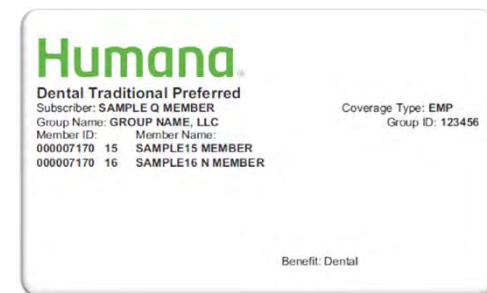 Humana
Dental Traditional Preferred
Subscriber: SAMPLE Q MEMBER Coverage Type: EMP
Group Name: GROUP NAME, LLC Group ID: 123456
Member ID: Member Name:
000007170 15 SAMPLE15 MEMBER
000007170 16 SAMPLE16 N MEMBER
Benefit: Dental